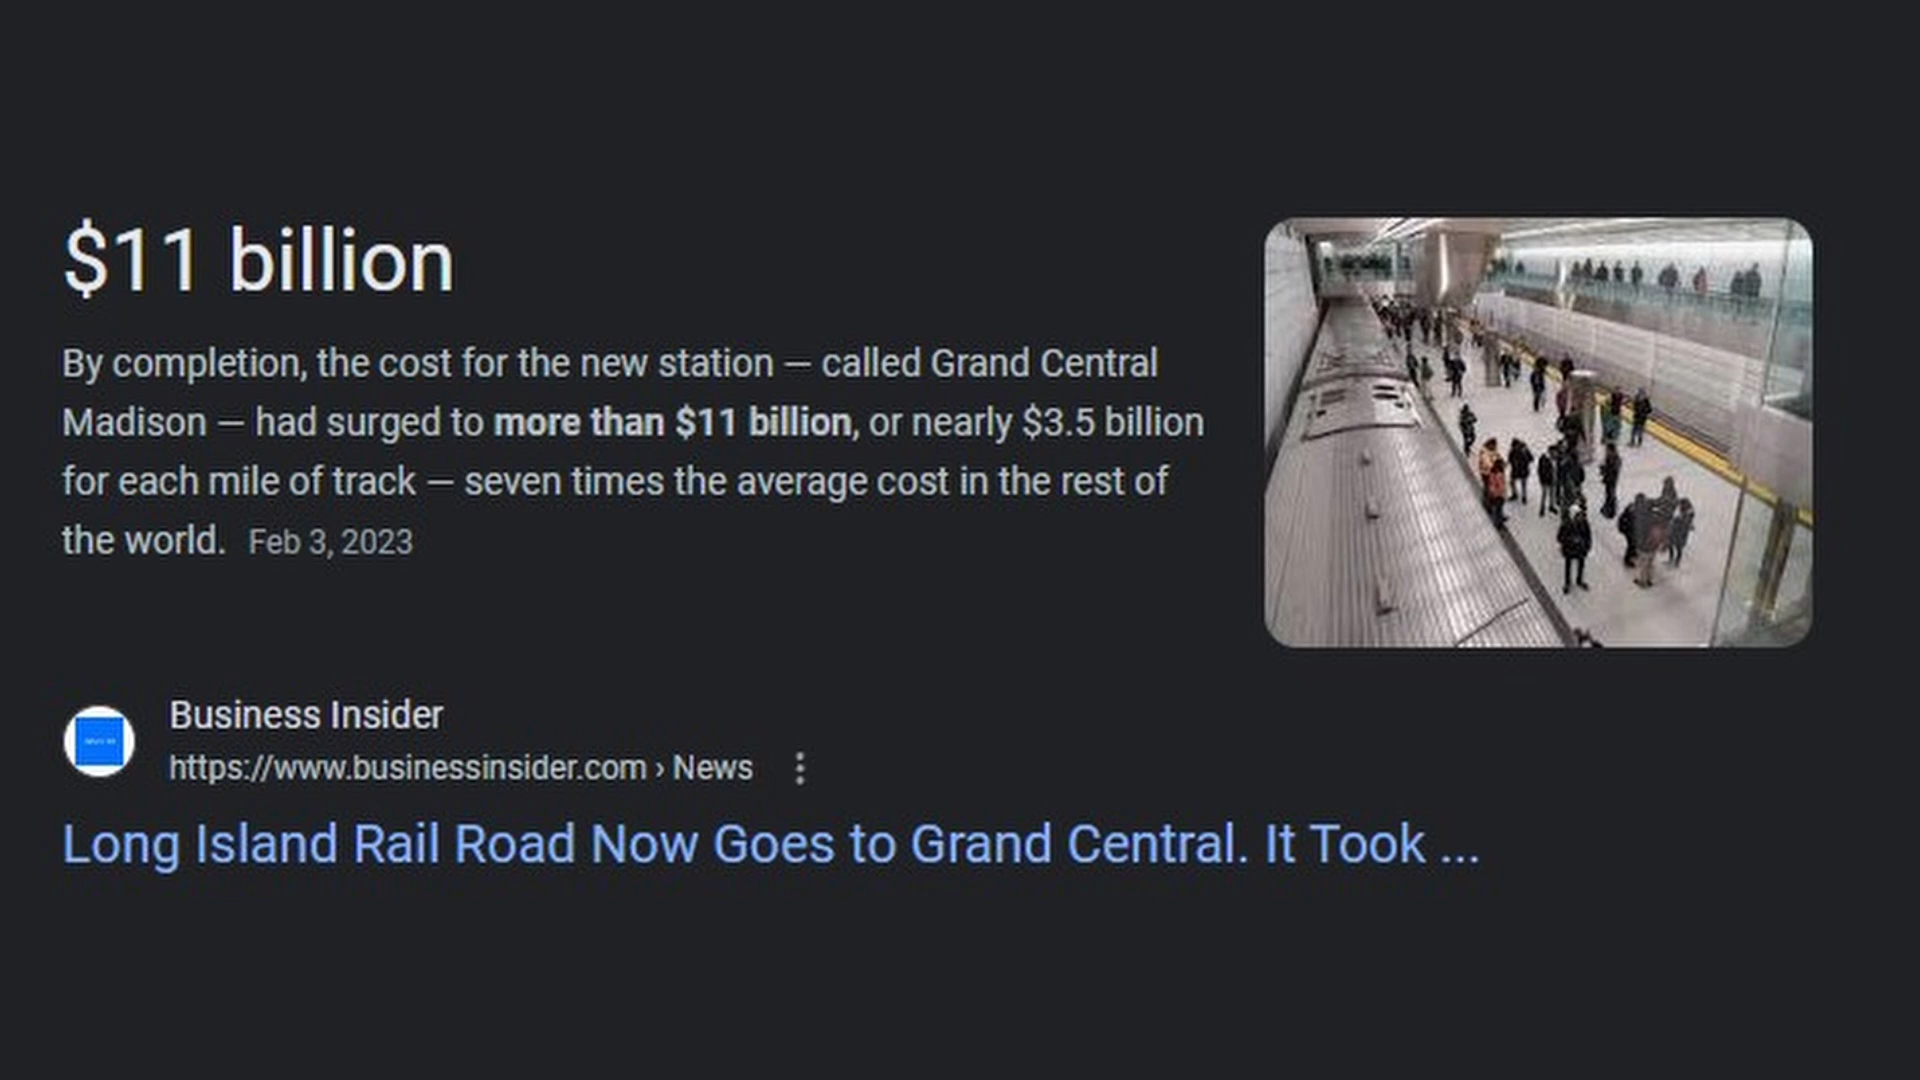 $11 billion
By completion, the cost for the new station — called Grand Central
Madison — had surged to more than $11 billion, or nearly $3.5 billion
for each mile of track — seven times the average cost in the rest of
the world. Feb 3, 2023
Business Insider
https://www.businessinsider.com › News
Long Island Rail Road Now Goes to Grand Central. It Took ...